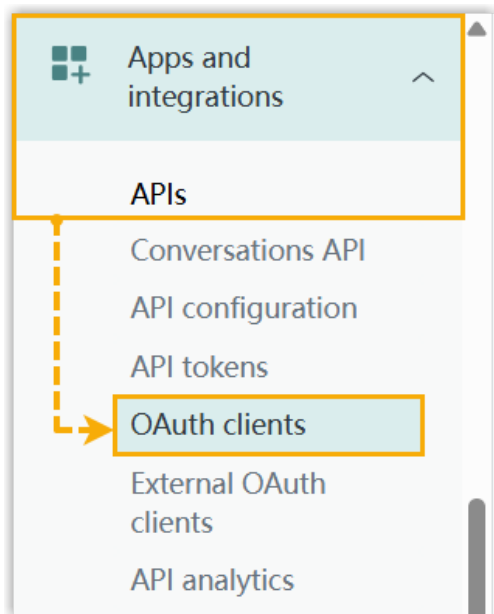 Apps and
integrations
APIs
Conversations API
API configuration
API tokens
OAuth clients
External OAuth
clients
API analytics